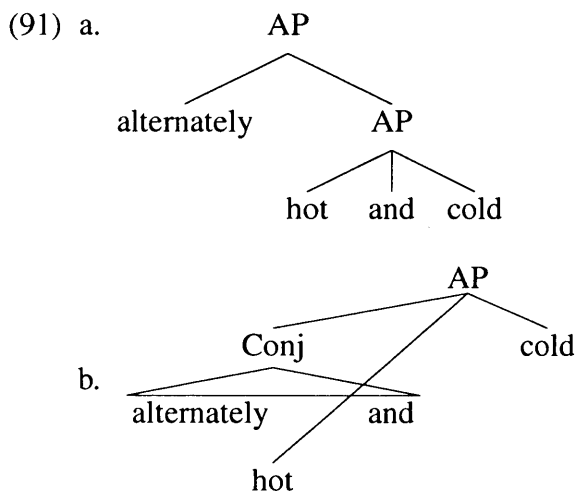 (91) a. AP
alternately AP
hot and cold
AP
Conj cold
b.
alternately and
hot